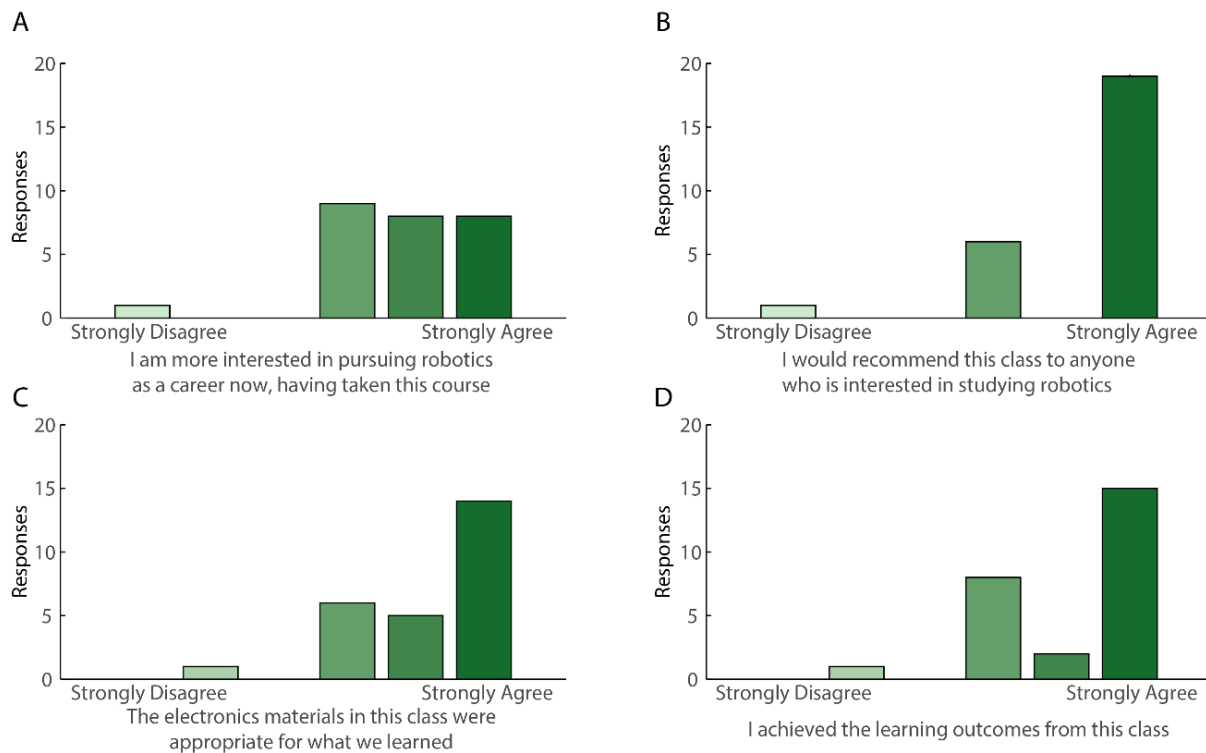 A
20
15
10
5
0
Responses
Strongly Disagree
Strongly Agree
I am more interested in pursuing robotics
as a career now, having taken this course
B
20
15
10
5
0
Responses
Strongly Disagree
Strongly Agree
I would recommend this class to anyone
who is interested in studying robotics
C
20
15
10
5
0
Responses
Strongly Disagree
Strongly Agree
The electronics materials in this class were
appropriate for what we learned
D
20
15
10
5
0
Responses
Strongly Disagree
Strongly Agree
I achieved the learning outcomes from this class